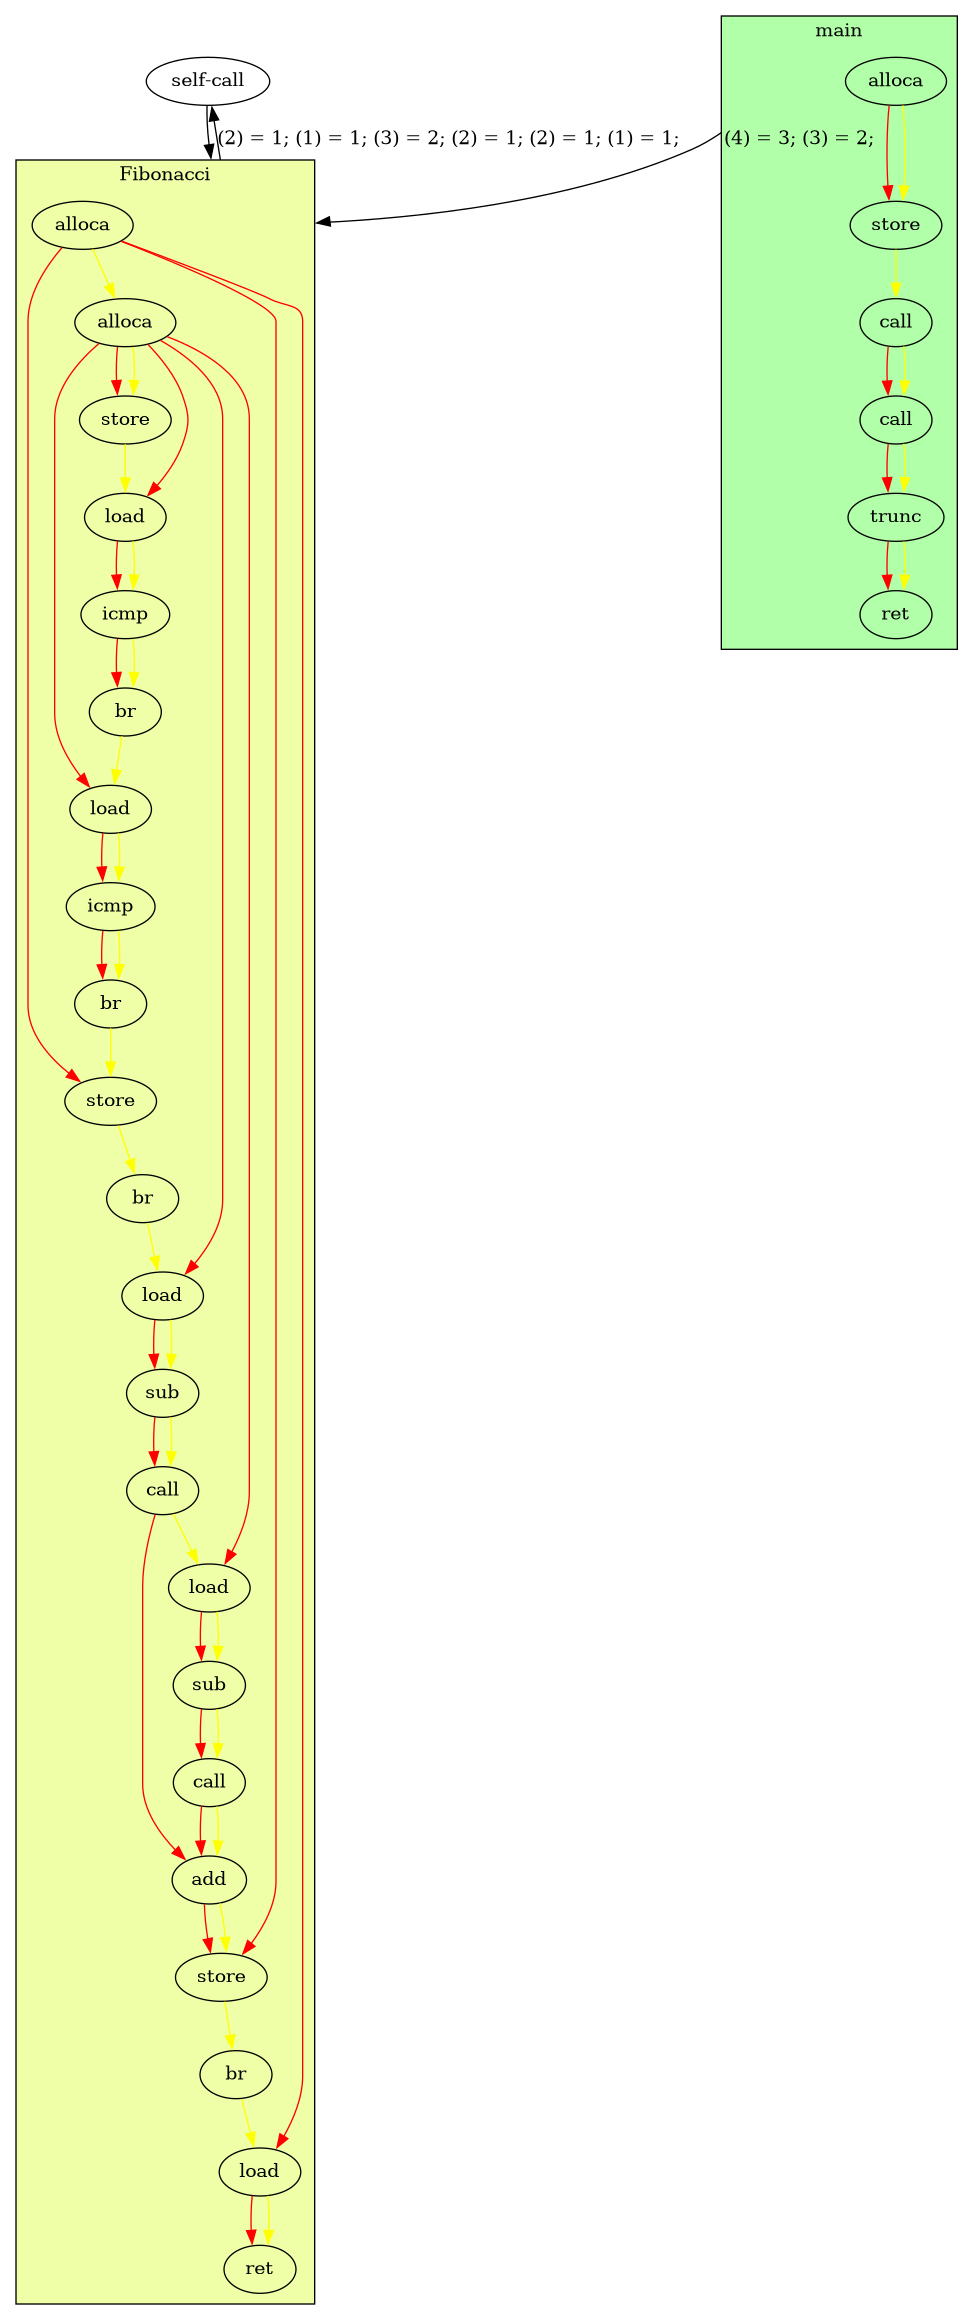 main
self-call
alloca
(2) = 1; (1) = 1; (3) = 2; (2) = 1; (2) = 1; (1) = 1;
(4) = 3; (3) = 2;
Fibonacci
alloca
store
alloca
call
store
call
load
trunc
icmp
ret
br
load
icmp
br
store
br
load
sub
call
load
sub
call
add
store
br
load
ret